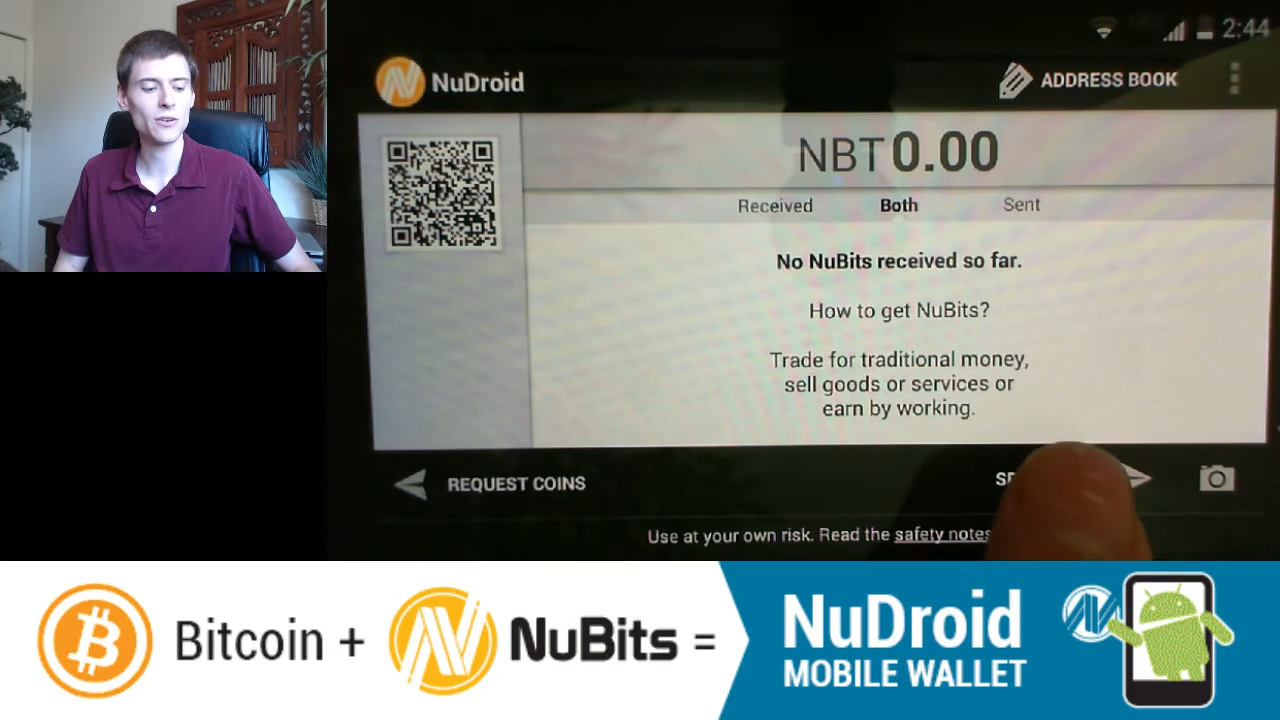 2:44
NuDroid
ADDRESS BOOK
NBT 0.00
Received Both Sent
No NuBits received so far.
How to get NuBits?
Trade for traditional money,
sell goods or services or
earn by working.
REQUEST COINS
Use at your own risk. Read the safety notes
Bitcoin + NuBits =
NuDroid
MOBILE WALLET